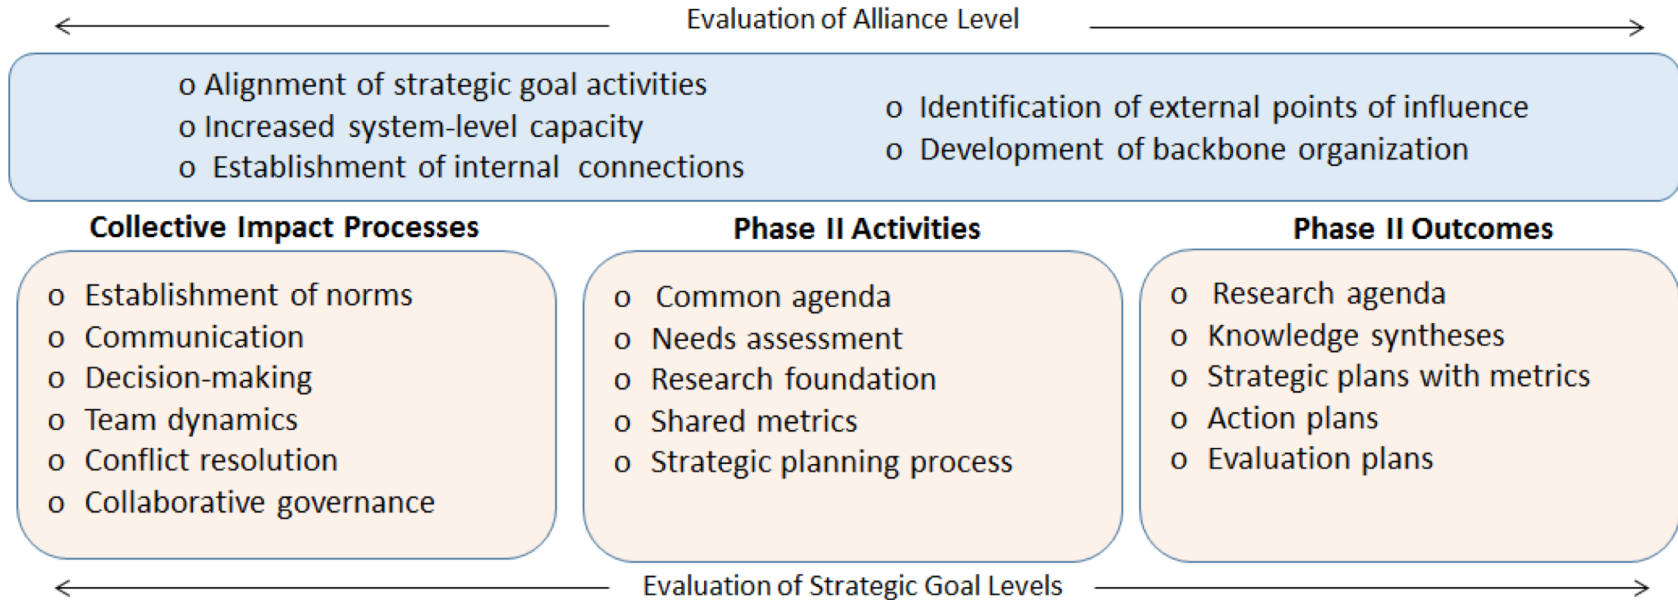 Evaluation of Alliance Level
o Alignment of strategic goal activities
o Increased system-level capacity
o Establishment of internal connections
o Identification of external points of influence
o Development of backbone organization
Collective Impact Processes
o Establishment of norms
o Communication
o Decision-making
o Team dynamics
o Conflict resolution
o Collaborative governance
Phase II Activities
o Common agenda
o Needs assessment
o Research foundation
o Shared metrics
o Strategic planning process
Phase II Outcomes
o Research agenda
o Knowledge syntheses
o Strategic plans with metrics
o Action plans
o Evaluation plans
Evaluation of Strategic Goal Levels